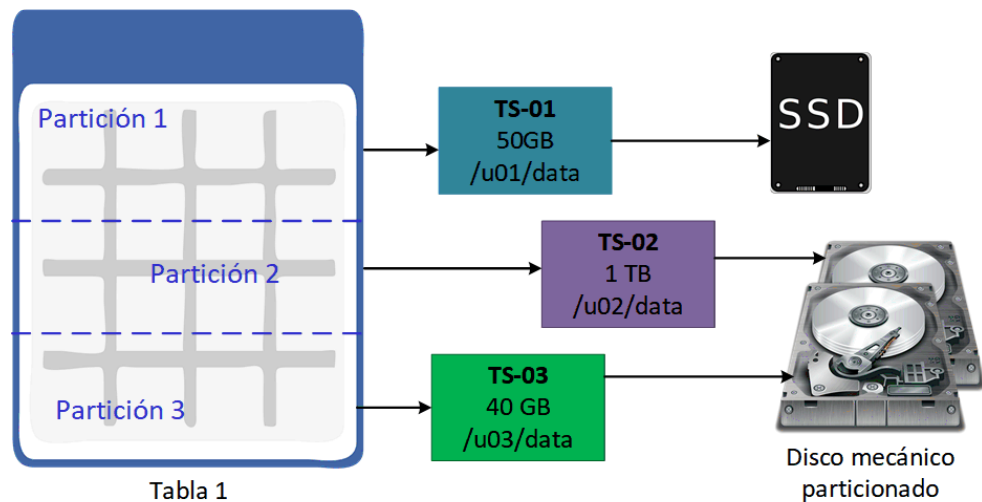 Partición 1
Partición 2
Partición 3
Tabla 1
TS-01
50GB
/u01/data
SSD
TS-02
1 TB
/u02/data
TS-03
40 GB
/u03/data
Disco mecánico
particionado